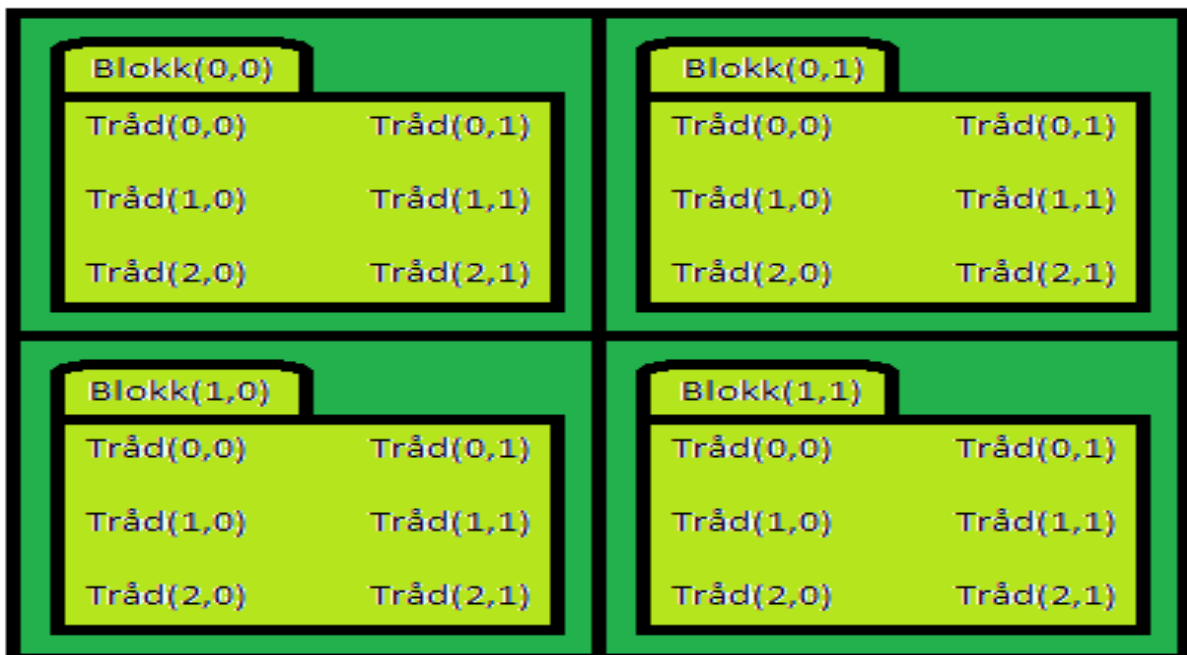 Blokk(0,0)
Tråd(0,0) Tråd(0,1)
Tråd(1,0) Tråd(1,1)
Tråd(2,0) Tråd(2,1)
Blokk(0,1)
Tråd(0,0) Tråd(0,1)
Tråd(1,0) Tråd(1,1)
Tråd(2,0) Tråd(2,1)
Blokk(1,0)
Tråd(0,0) Tråd(0,1)
Tråd(1,0) Tråd(1,1)
Tråd(2,0) Tråd(2,1)
Blokk(1,1)
Tråd(0,0) Tråd(0,1)
Tråd(1,0) Tråd(1,1)
Tråd(2,0) Tråd(2,1)